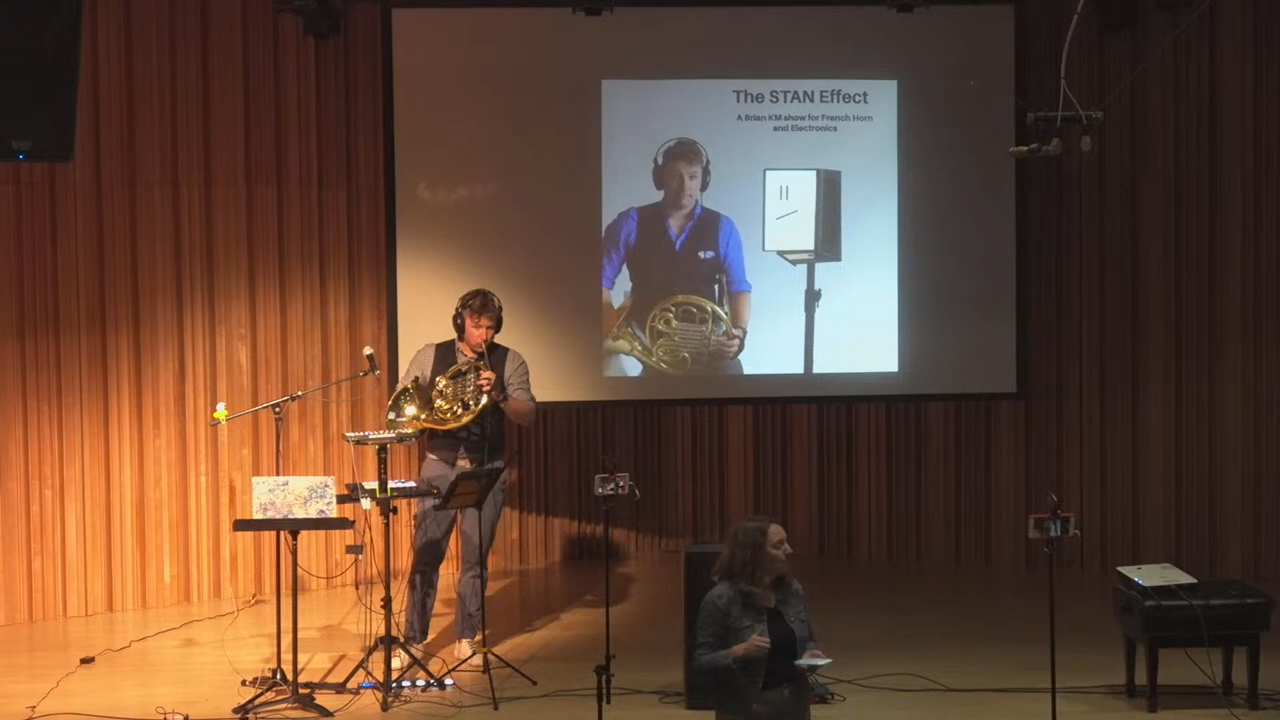 The STAN Effect
A Brian KM show for French Horn
and Electronics